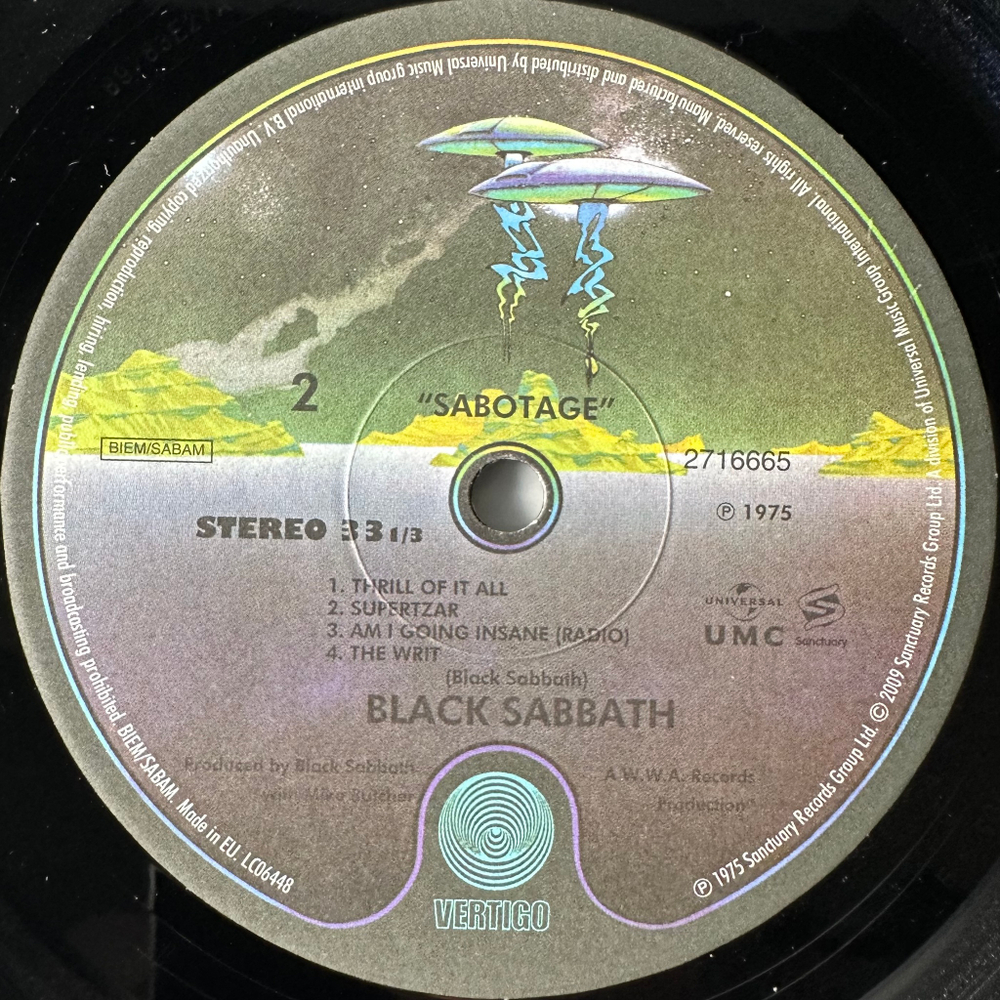 2
"SABOTAGE"
BIEM/SABAM
2716665
STEREO 33 1/3
℗ 1975
1. THRILL OF IT ALL
2. SUPERTZAR
3. AM I GOING INSANE (RADIO)
4. THE WRIT
(Black Sabbath)
BLACK SABBATH
UNIVERSAL
UMC
S
Sanctuary
Produced by Black Sabbath
with Mike Butcher
A W.W.A. Records
Production
VERTIGO
℗ 1975 Sanctuary Records Group Ltd. © 2009 Sanctuary Records Group Ltd. A division of Universal Music Group International. All rights reserved. Manufactured and distributed by Universal Music group international B.V. Unauthorized copying, reproduction, hiring, lending, public performance and broadcasting prohibited. BIEM/SABAM. Made in EU. LC06448